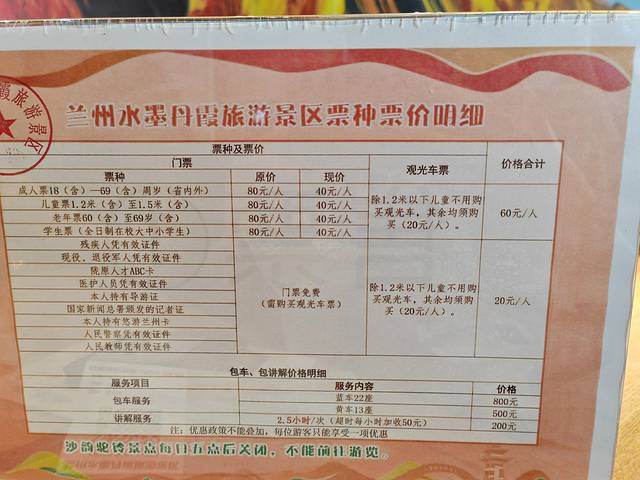 霞旅游景区
兰州水墨丹霞旅游景区票种票价明细
票种及票价
门票 观光车票 价格合计
票种 原价 现价
成人票18（含）—69（含）周岁（省内外） 80元/人 40元/人
儿童票1.2米（含）至1.5米（含） 80元/人 40元/人
老年票60（含）至69岁（含） 80元/人 40元/人
学生票（全日制在校大中小学生） 80元/人 40元/人
除1.2米以下儿童不用购
买观光车，其余均须购
买（20元/人）。
60元/人
残疾人凭有效证件
现役、退役军人凭有效证件
陇原人才ABC卡
医护人员凭有效证件
本人持有导游证
国家新闻总署颁发的记者证
本人持有悠游兰州卡
人民警察凭有效证件
人民教师凭有效证件
门票免费
（需购买观光车票）
除1.2米以下儿童不用购
买观光车，其余均须购
买（20元/人）。
20元/人
包车、包讲解价格明细
服务项目 服务内容 价格
包车服务 蓝车22座 800元
黄车13座 500元
讲解服务 2.5小时/次（超时每小时加收50元） 200元
注：优惠政策不能叠加，每位游客只能享受一项优惠
沙韵驼铃景点每日五点后关闭，不能前往游览。